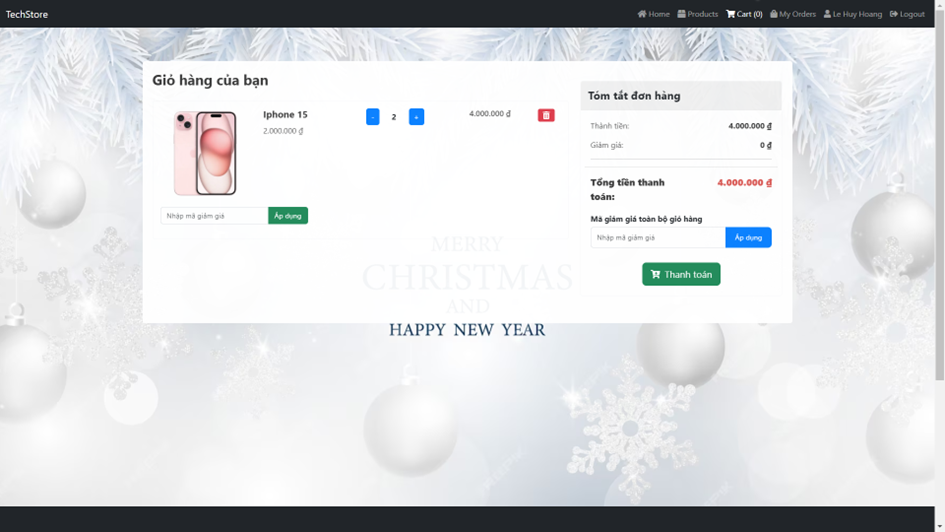 TechStore
Home Products Cart (0) My Orders Le Huy Hoang Logout
Giỏ hàng của bạn
Iphone 15
2.000.000 ₫
- 2 +
4.000.000 ₫
Nhập mã giảm giá Áp dụng
Tóm tắt đơn hàng
Thành tiền: 4.000.000 ₫
Giảm giá: 0 ₫
Tổng tiền thanh toán: 4.000.000 ₫
Mã giảm giá toàn bộ giỏ hàng
Nhập mã giảm giá Áp dụng
Thanh toán
MERRY
CHRISTMAS
AND
HAPPY NEW YEAR